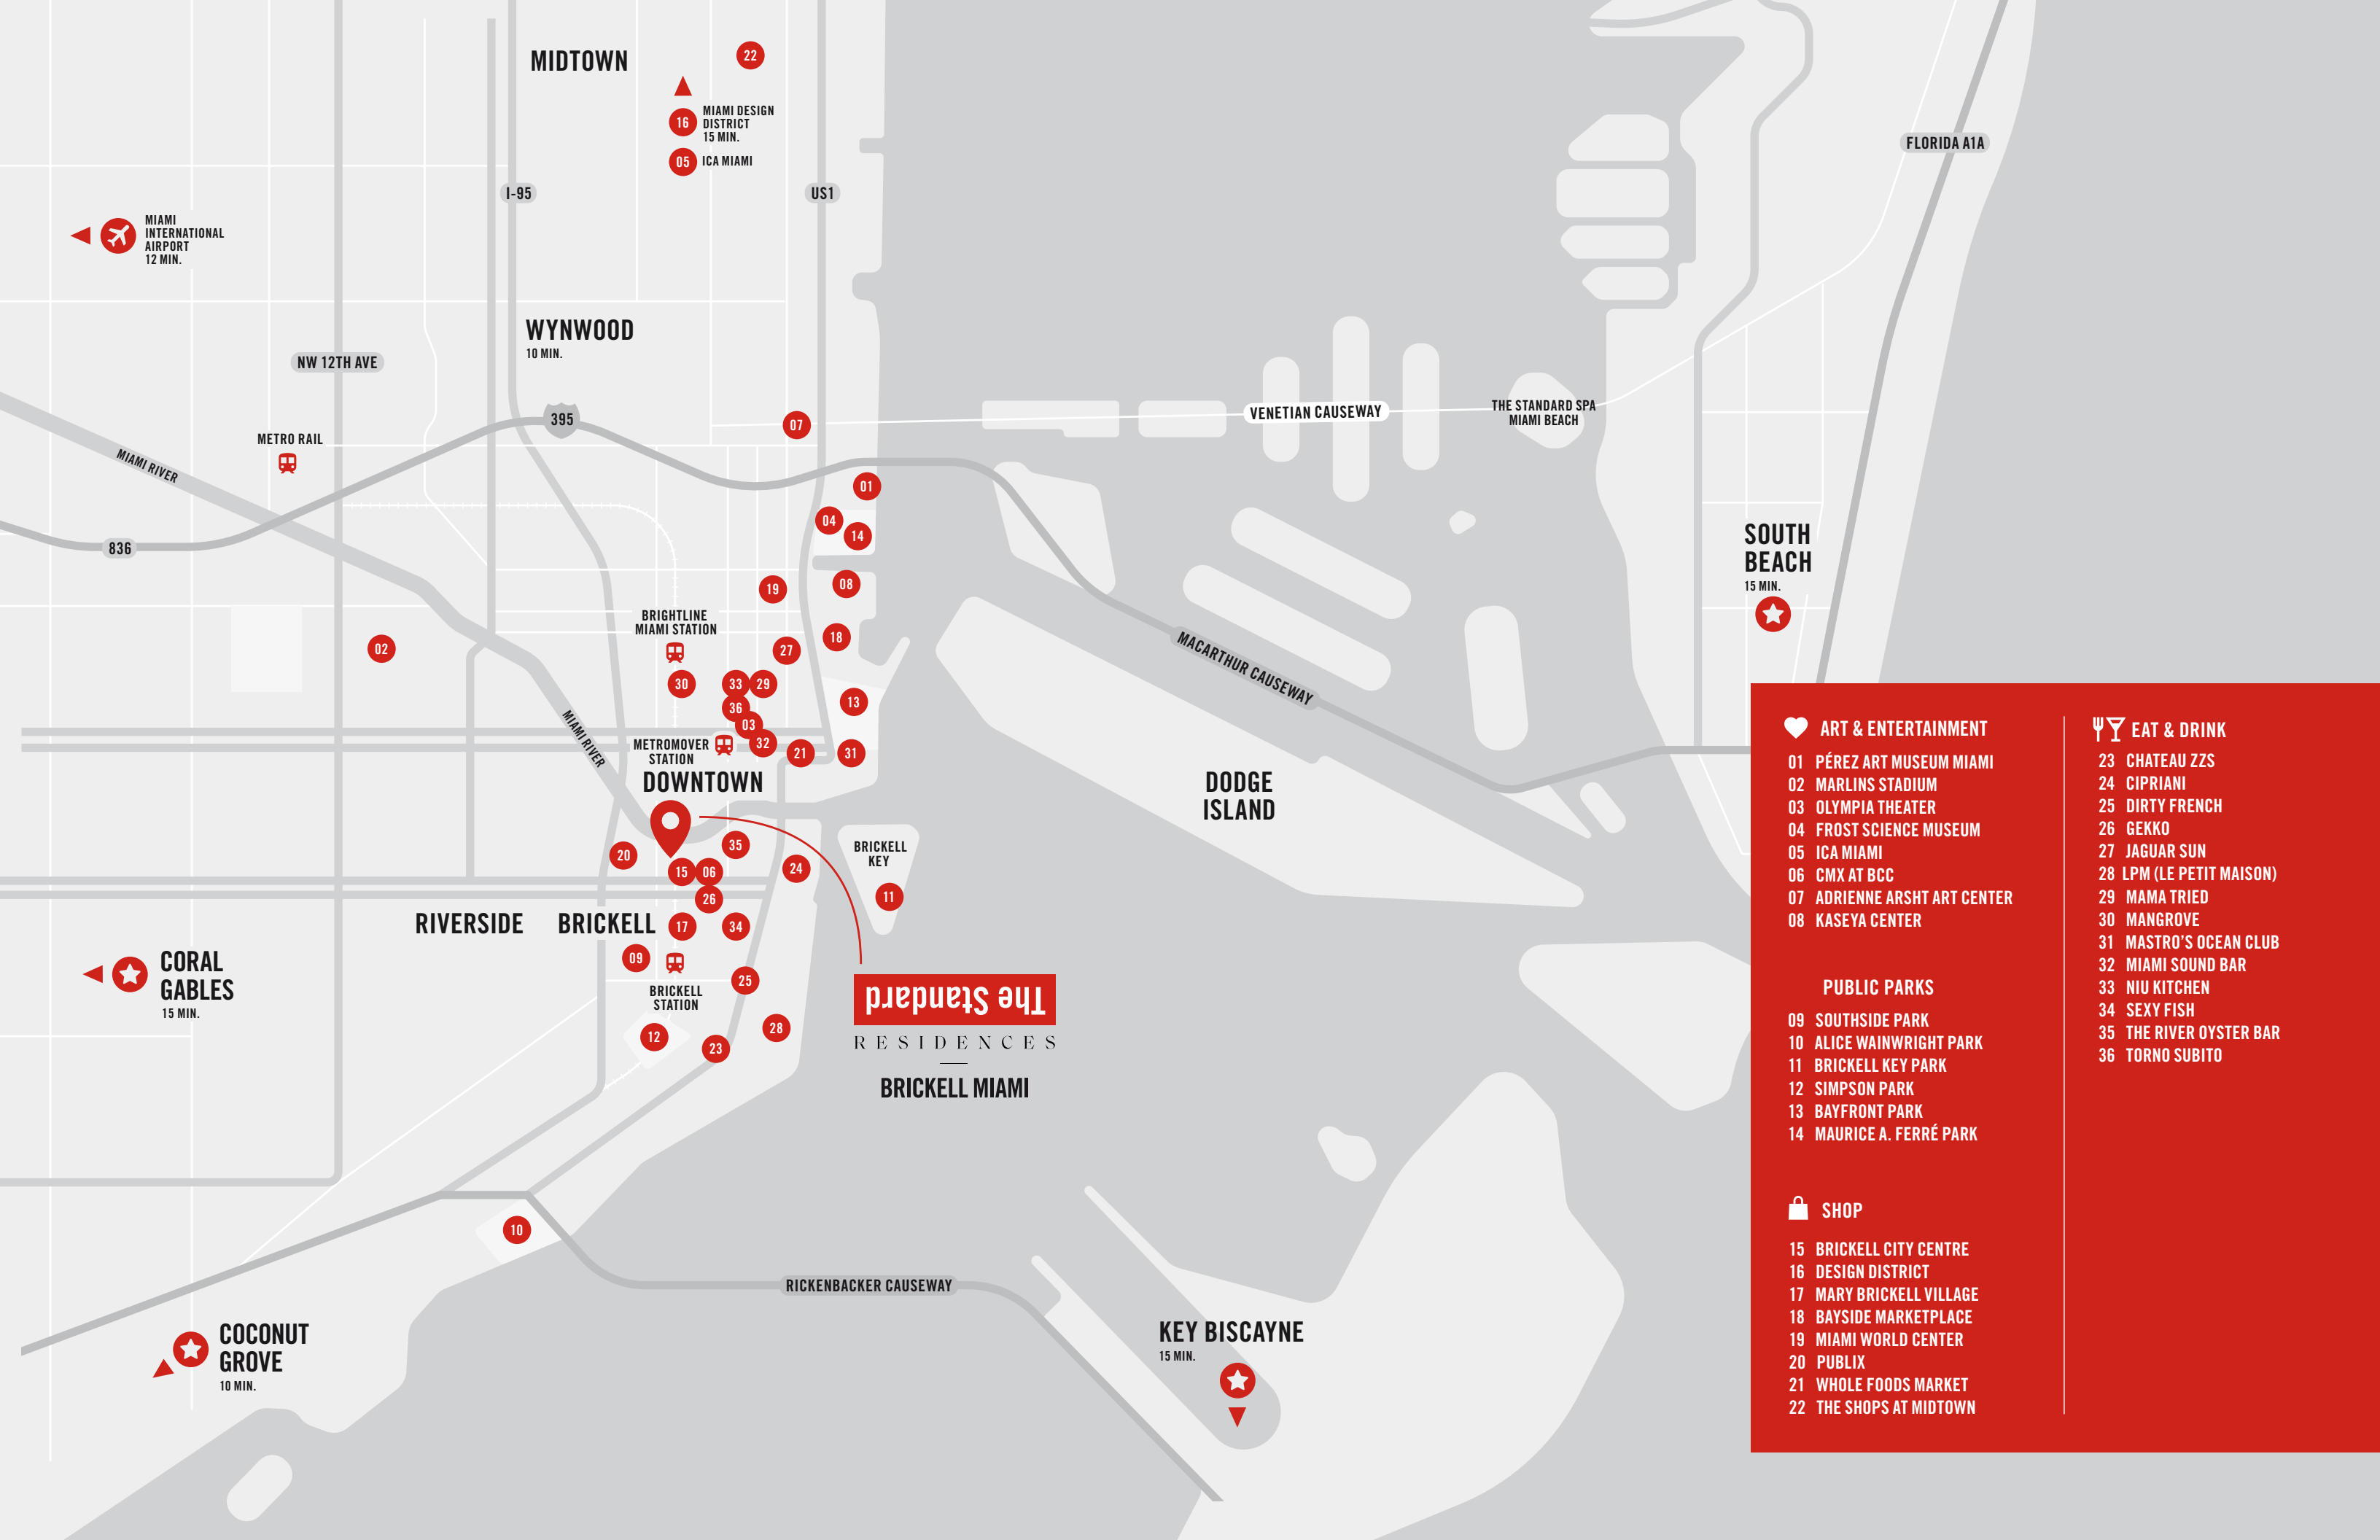 MIDTOWN
22
16
MIAMI DESIGN
DISTRICT
15 MIN.
05
ICA MIAMI
I-95
US1
FLORIDA A1A
MIAMI
INTERNATIONAL
AIRPORT
12 MIN.
WYNWOOD
10 MIN.
NW 12TH AVE
395
METRO RAIL
MIAMI RIVER
836
07
VENETIAN CAUSEWAY
THE STANDARD SPA
MIAMI BEACH
01
04
14
08
19
18
SOUTH
BEACH
15 MIN.
BRIGHTLINE
MIAMI STATION
02
27
30
33
29
36
03
13
32
21
31
MACARTHUR CAUSEWAY
MIAMI RIVER
METROMOVER
STATION
DOWNTOWN
DODGE
ISLAND
20
35
15
06
24
26
BRICKELL
KEY
11
RIVERSIDE
BRICKELL
17
34
09
BRICKELL
STATION
25
12
23
28
CORAL
GABLES
15 MIN.
The Standard
RESIDENCES
BRICKELL MIAMI
10
RICKENBACKER CAUSEWAY
COCONUT
GROVE
10 MIN.
KEY BISCAYNE
15 MIN.
ART & ENTERTAINMENT
01 PÉREZ ART MUSEUM MIAMI
02 MARLINS STADIUM
03 OLYMPIA THEATER
04 FROST SCIENCE MUSEUM
05 ICA MIAMI
06 CMX AT BCC
07 ADRIENNE ARSHT ART CENTER
08 KASEYA CENTER
PUBLIC PARKS
09 SOUTHSIDE PARK
10 ALICE WAINWRIGHT PARK
11 BRICKELL KEY PARK
12 SIMPSON PARK
13 BAYFRONT PARK
14 MAURICE A. FERRÉ PARK
SHOP
15 BRICKELL CITY CENTRE
16 DESIGN DISTRICT
17 MARY BRICKELL VILLAGE
18 BAYSIDE MARKETPLACE
19 MIAMI WORLD CENTER
20 PUBLIX
21 WHOLE FOODS MARKET
22 THE SHOPS AT MIDTOWN
EAT & DRINK
23 CHATEAU ZZS
24 CIPRIANI
25 DIRTY FRENCH
26 GEKKO
27 JAGUAR SUN
28 LPM (LE PETIT MAISON)
29 MAMA TRIED
30 MANGROVE
31 MASTRO'S OCEAN CLUB
32 MIAMI SOUND BAR
33 NIU KITCHEN
34 SEXY FISH
35 THE RIVER OYSTER BAR
36 TORNO SUBITO